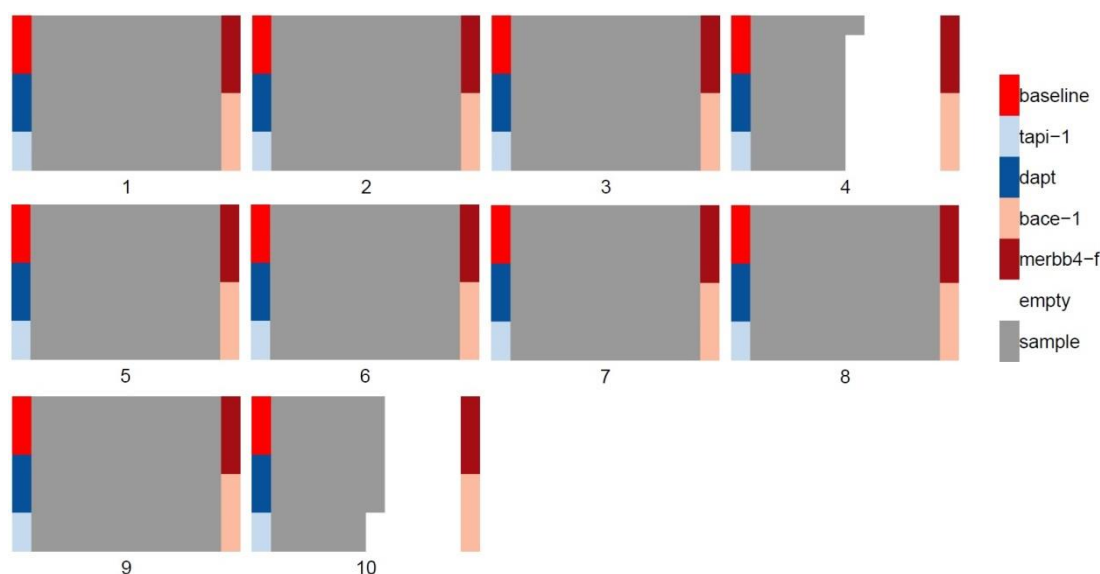 1
2
3
4
5
6
7
8
9
10
baseline
tapi−1
dapt
bace−1
merbb4−f
empty
sample